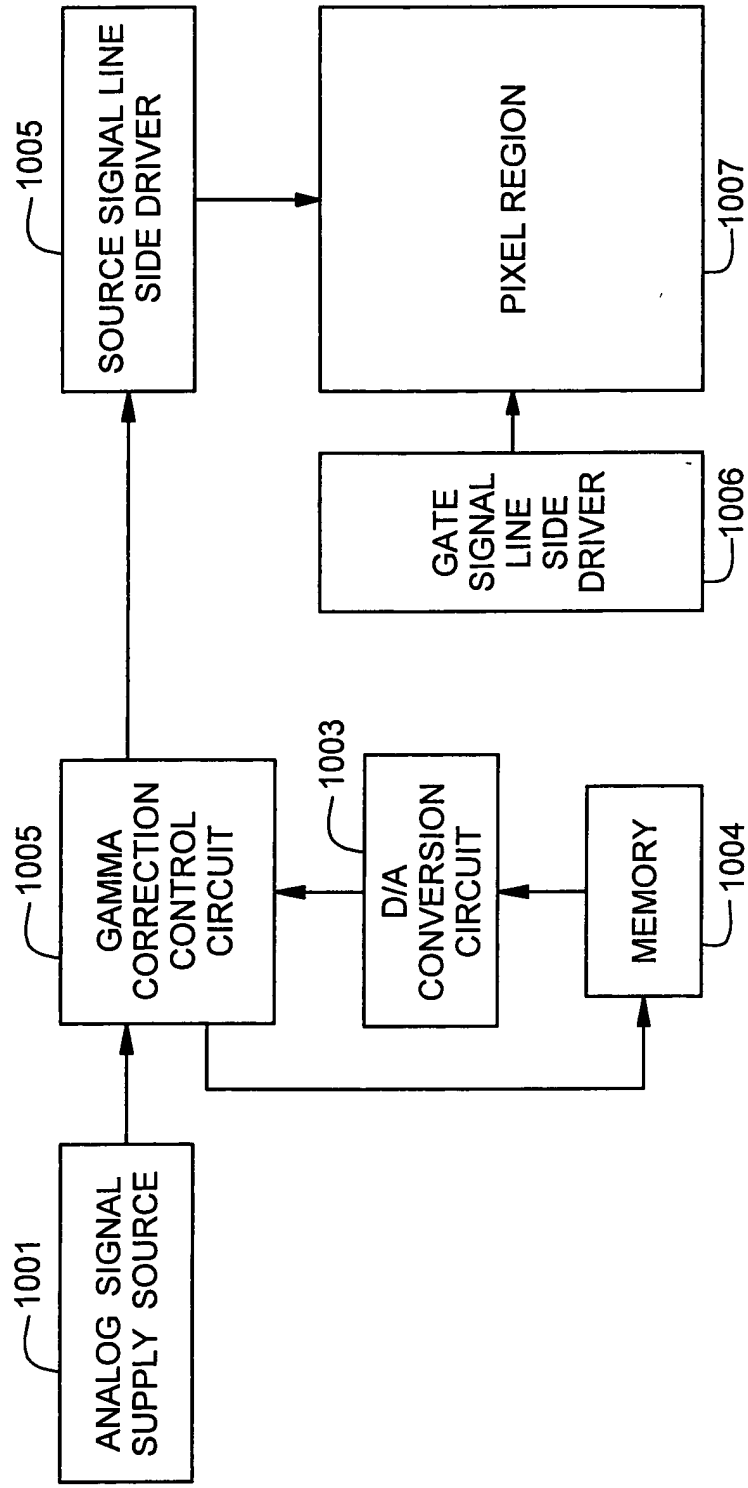 1001
ANALOG SIGNAL
SUPPLY SOURCE
1005
GAMMA
CORRECTION
CONTROL
CIRCUIT
1003
D/A
CONVERSION
CIRCUIT
MEMORY
1004
1005
SOURCE SIGNAL LINE
SIDE DRIVER
GATE
SIGNAL
LINE
SIDE
DRIVER
1006
PIXEL REGION
1007